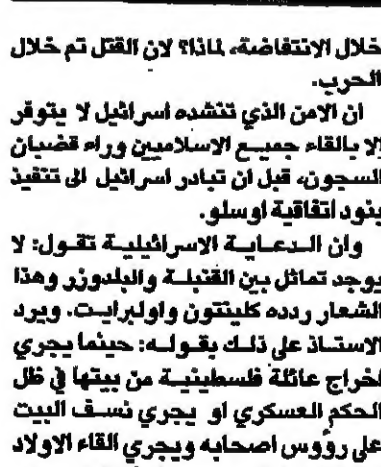 خلال الانتفاضة، لماذا؟ لان القتل تم خلال
الحرب.
ان الامن الذي تنشده اسرائيل لا يتوفر
إلا بالقاء جميع الاسلاميين وراء قضبان
السجون، قبل ان تبادر اسرائيل الى تنفيذ
بنود اتفاقية اوسلو.
وان الدعاية الاسرائيلية تقول: لا
يوجد تماثل بين القنبلة والبلدوزر وهذا
الشعار ردده كلينتون واولبرايت. ويرد
الاستاذ على ذلك بقوله: حينما يجري
اخراج عائلة فلسطينية من بيتها في ظل
الحكم العسكري او يجري نسف البيت
على رؤوس اصحابه ويجري القاء الاولاد